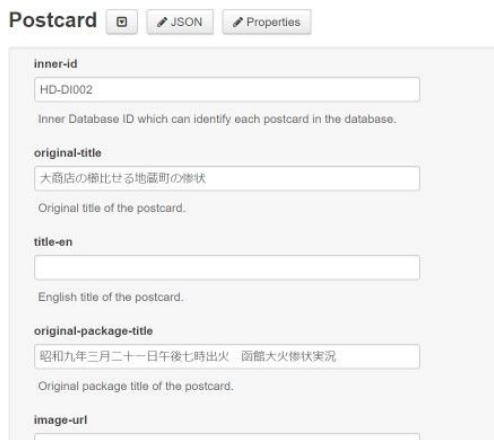 Postcard JSON Properties
inner-id
HD-DI002
Inner Database ID which can identify each postcard in the database.
original-title
大商店の櫛比せる地蔵町の惨状
Original title of the postcard.
title-en
English title of the postcard.
original-package-title
昭和九年三月二十一日午後七時出火　函館大火惨状実況
Original package title of the postcard.
image-url